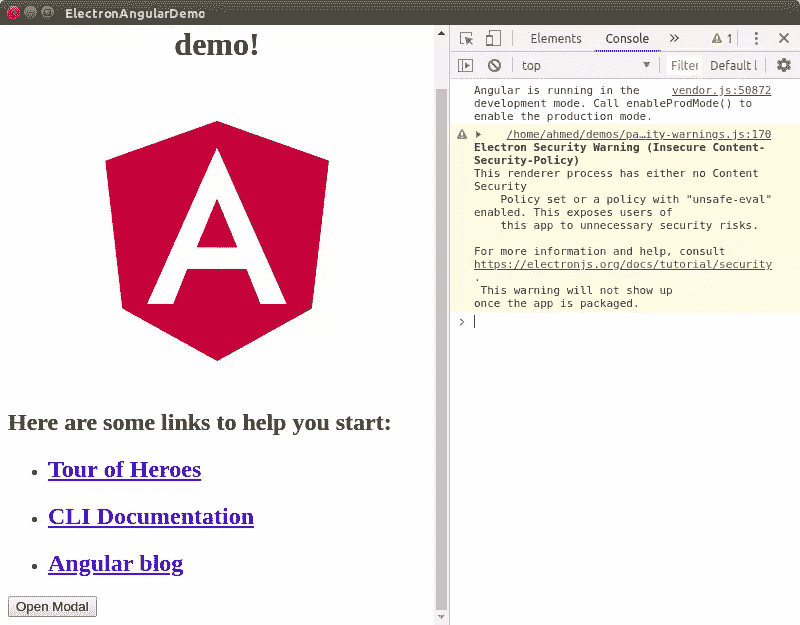 ElectronAngularDemo
demo!
A
Here are some links to help you start:
Tour of Heroes
CLI Documentation
Angular blog
Open Modal
Elements Console » 1
top Filter Default l
Angular is running in the vendor.js:50872
development mode. Call enableProdMode() to
enable the production mode.
/home/ahmed/demos/pa…ity-warnings.js:170
Electron Security Warning (Insecure Content-
Security-Policy)
This renderer process has either no Content
Security
Policy set or a policy with "unsafe-eval"
enabled. This exposes users of
this app to unnecessary security risks.
For more information and help, consult
https://electronjs.org/docs/tutorial/security
.
This warning will not show up
once the app is packaged.